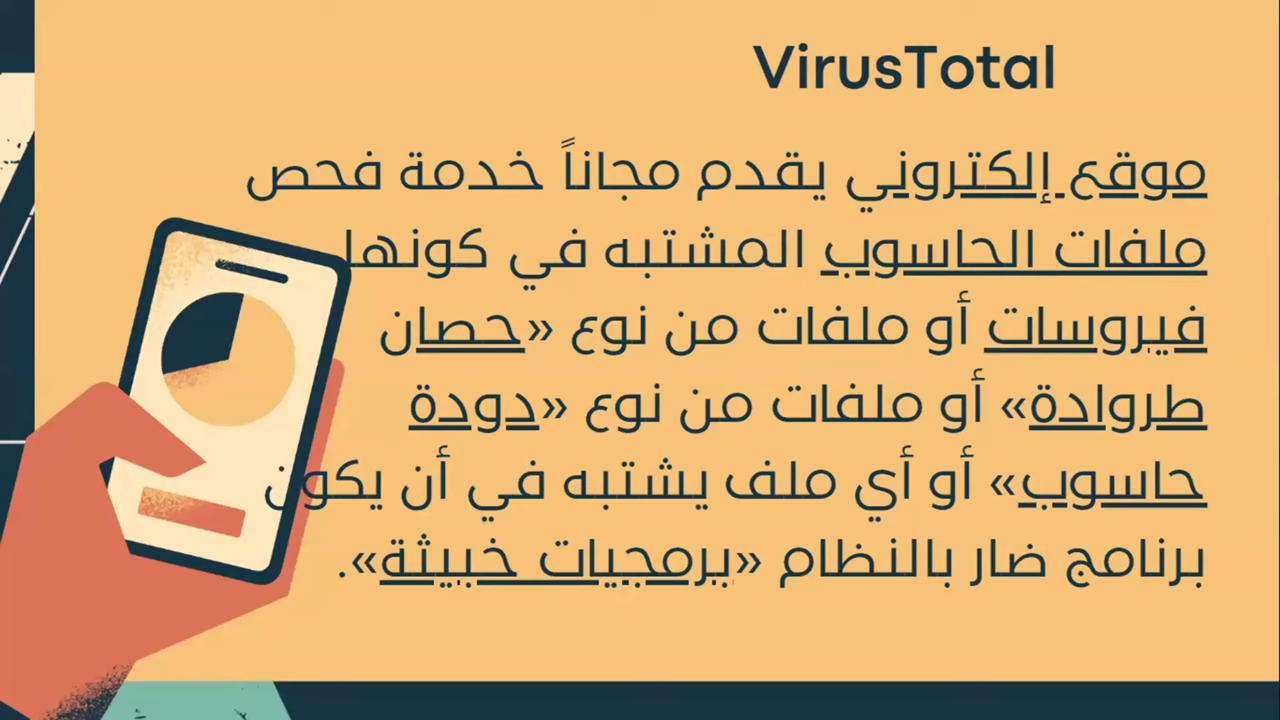 VirusTotal
موقع إلكتروني يقدم مجاناً خدمة فحص
ملفات الحاسوب المشتبه في كونها
فيروسات أو ملفات من نوع «حصان
طروادة» أو ملفات من نوع «دودة
حاسوب» أو أي ملف يشتبه في أن يكون
برنامج ضار بالنظام «برمجيات خبيثة».